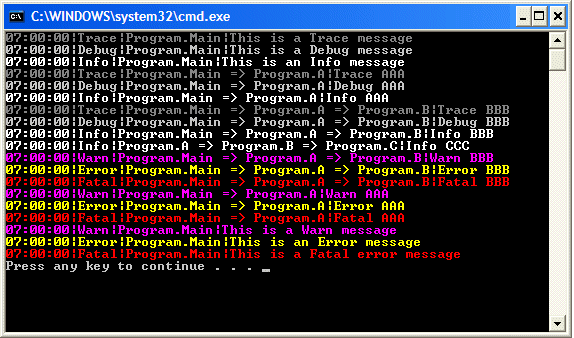 C:\WINDOWS\system32\cmd.exe
07:00:00¦Trace¦Program.Main¦This is a Trace message
07:00:00¦Debug¦Program.Main¦This is a Debug message
07:00:00¦Info¦Program.Main¦This is an Info message
07:00:00¦Trace¦Program.Main => Program.A¦Trace AAA
07:00:00¦Debug¦Program.Main => Program.A¦Debug AAA
07:00:00¦Info¦Program.Main => Program.A¦Info AAA
07:00:00¦Trace¦Program.Main => Program.A => Program.B¦Trace BBB
07:00:00¦Debug¦Program.Main => Program.A => Program.B¦Debug BBB
07:00:00¦Info¦Program.Main => Program.A => Program.B¦Info BBB
07:00:00¦Info¦Program.A => Program.B => Program.C¦Info CCC
07:00:00¦Warn¦Program.Main => Program.A => Program.B¦Warn BBB
07:00:00¦Error¦Program.Main => Program.A => Program.B¦Error BBB
07:00:00¦Fatal¦Program.Main => Program.A => Program.B¦Fatal BBB
07:00:00¦Warn¦Program.Main => Program.A¦Warn AAA
07:00:00¦Error¦Program.Main => Program.A¦Error AAA
07:00:00¦Fatal¦Program.Main => Program.A¦Fatal AAA
07:00:00¦Warn¦Program.Main¦This is a Warn message
07:00:00¦Error¦Program.Main¦This is an Error message
07:00:00¦Fatal¦Program.Main¦This is a Fatal error message
Press any key to continue . . . _